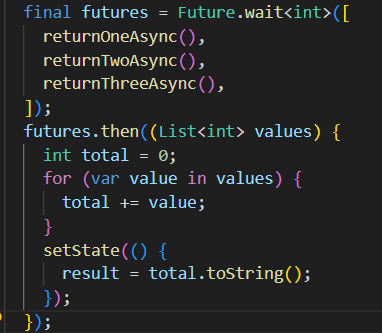 final futures = Future.wait<int>([
  returnOneAsync(),
  returnTwoAsync(),
  returnThreeAsync(),
]);
futures.then((List<int> values) {
  int total = 0;
  for (var value in values) {
    total += value;
  }
  setState(() {
    result = total.toString();
  });
});